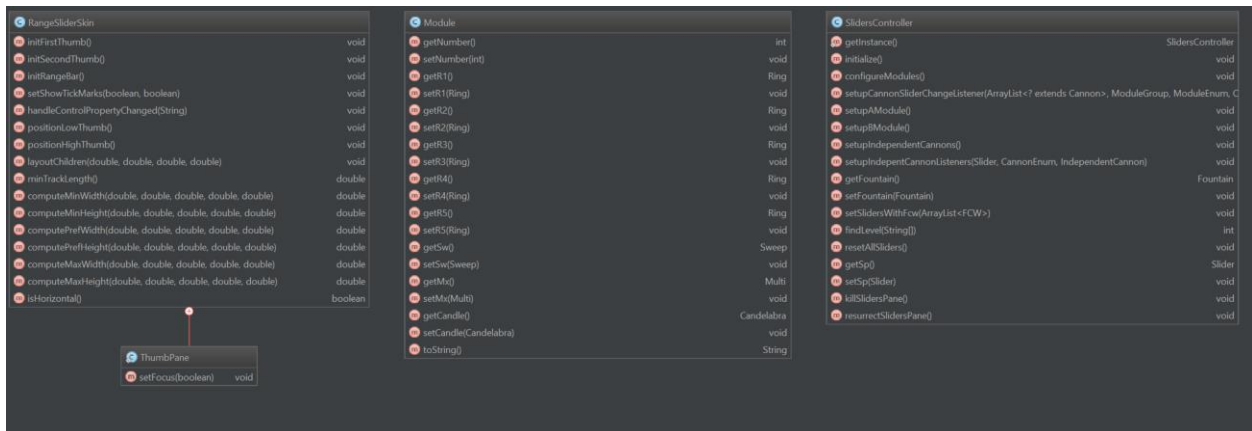 RangeSliderSkin
initFirstThumb() void
initSecondThumb() void
initRangeBar() void
setShowTickMarks(boolean, boolean) void
handleControlPropertyChanged(String) void
positionLowThumb() void
positionHighThumb() void
layoutChildren(double, double, double, double) void
minTrackLength() double
computeMinWidth(double, double, double, double, double) double
computeMinHeight(double, double, double, double, double) double
computePrefWidth(double, double, double, double, double) double
computePrefHeight(double, double, double, double, double) double
computeMaxWidth(double, double, double, double, double) double
computeMaxHeight(double, double, double, double, double) double
isHorizontal() boolean
ThumbPane
setFocus(boolean) void
Module
getNumber() int
setNumber(int) void
getR1() Ring
setR1(Ring) void
getR2() Ring
setR2(Ring) void
getR3() Ring
setR3(Ring) void
getR4() Ring
setR4(Ring) void
getR5() Ring
setR5(Ring) void
getSw() Sweep
setSw(Sweep) void
getMx() Multi
setMx(Multi) void
getCandle() Candelabra
setCandle(Candelabra) void
toString() String
SlidersController
getInstance() SlidersController
initialize() void
configureModules() void
setupCannonSliderChangeListener(ArrayList<? extends Cannon>, ModuleGroup, ModuleEnum, C
setupAModule() void
setupBModule() void
setupIndependentCannons() void
setupIndepentCannonListeners(Slider, CannonEnum, IndependentCannon) void
getFountain() Fountain
setFountain(Fountain) void
setSlidersWithFcw(ArrayList<FCW>) void
findLevel(String[]) int
resetAllSliders() void
getSp() Slider
setSp(Slider) void
killSlidersPane() void
resurrectSlidersPane() void